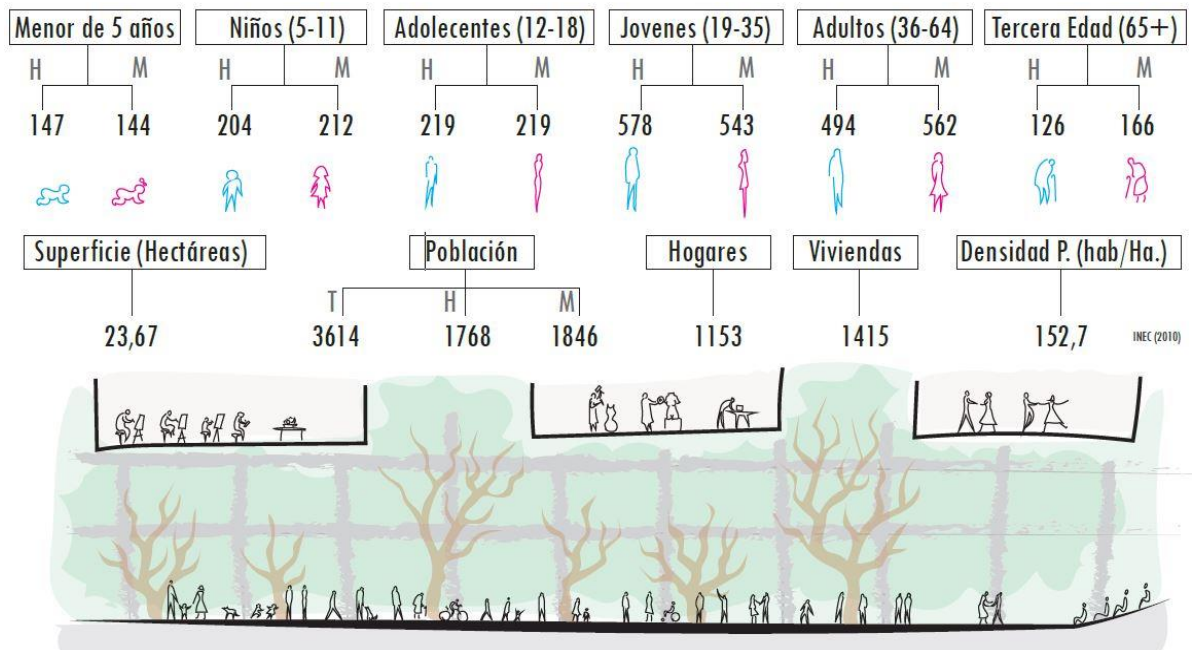 Menor de 5 años Niños (5-11) Adolecentes (12-18) Jovenes (19-35) Adultos (36-64) Tercera Edad (65+)
H M H M H M H M H M H M
147 144 204 212 219 219 578 543 494 562 126 166
Superficie (Hectáreas) Población Hogares Viviendas Densidad P. (hab/Ha.)
T H M
23,67 3614 1768 1846 1153 1415 152,7 INEC (2010)